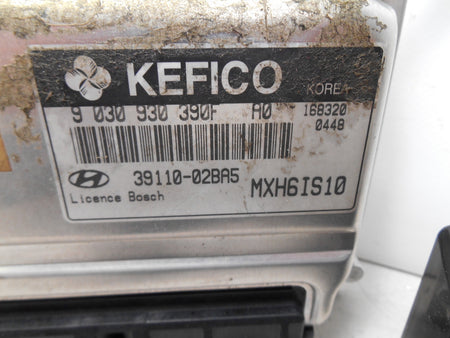 KEFICO KOREA
9 030 930 390F A0 168320
0448
39110-02BA5 MXH6IS10
Licence Bosch